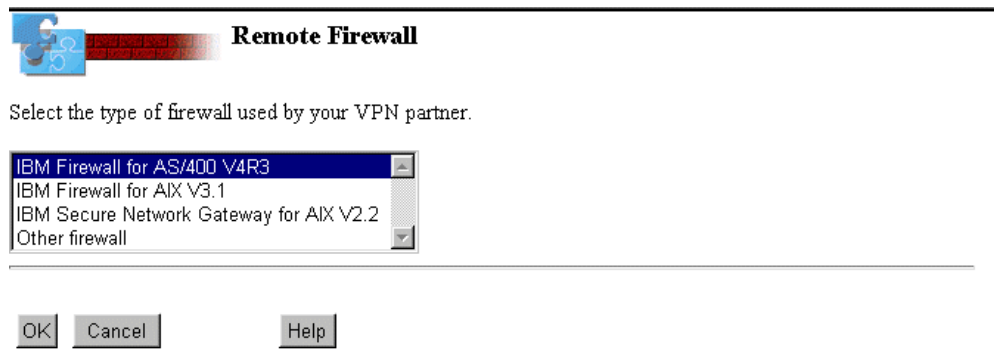 Remote Firewall
Select the type of firewall used by your VPN partner.
IBM Firewall for AS/400 V4R3
IBM Firewall for AIX V3.1
IBM Secure Network Gateway for AIX V2.2
Other firewall
OK Cancel Help